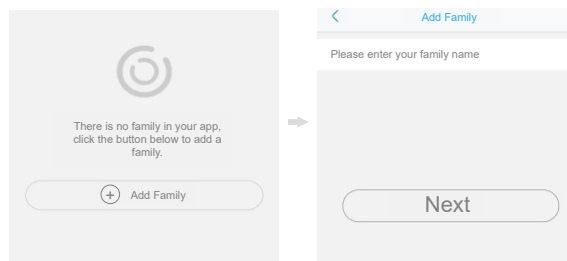 There is no family in your app,
click the button below to add a
family.
Add Family
Add Family
Please enter your family name
Next